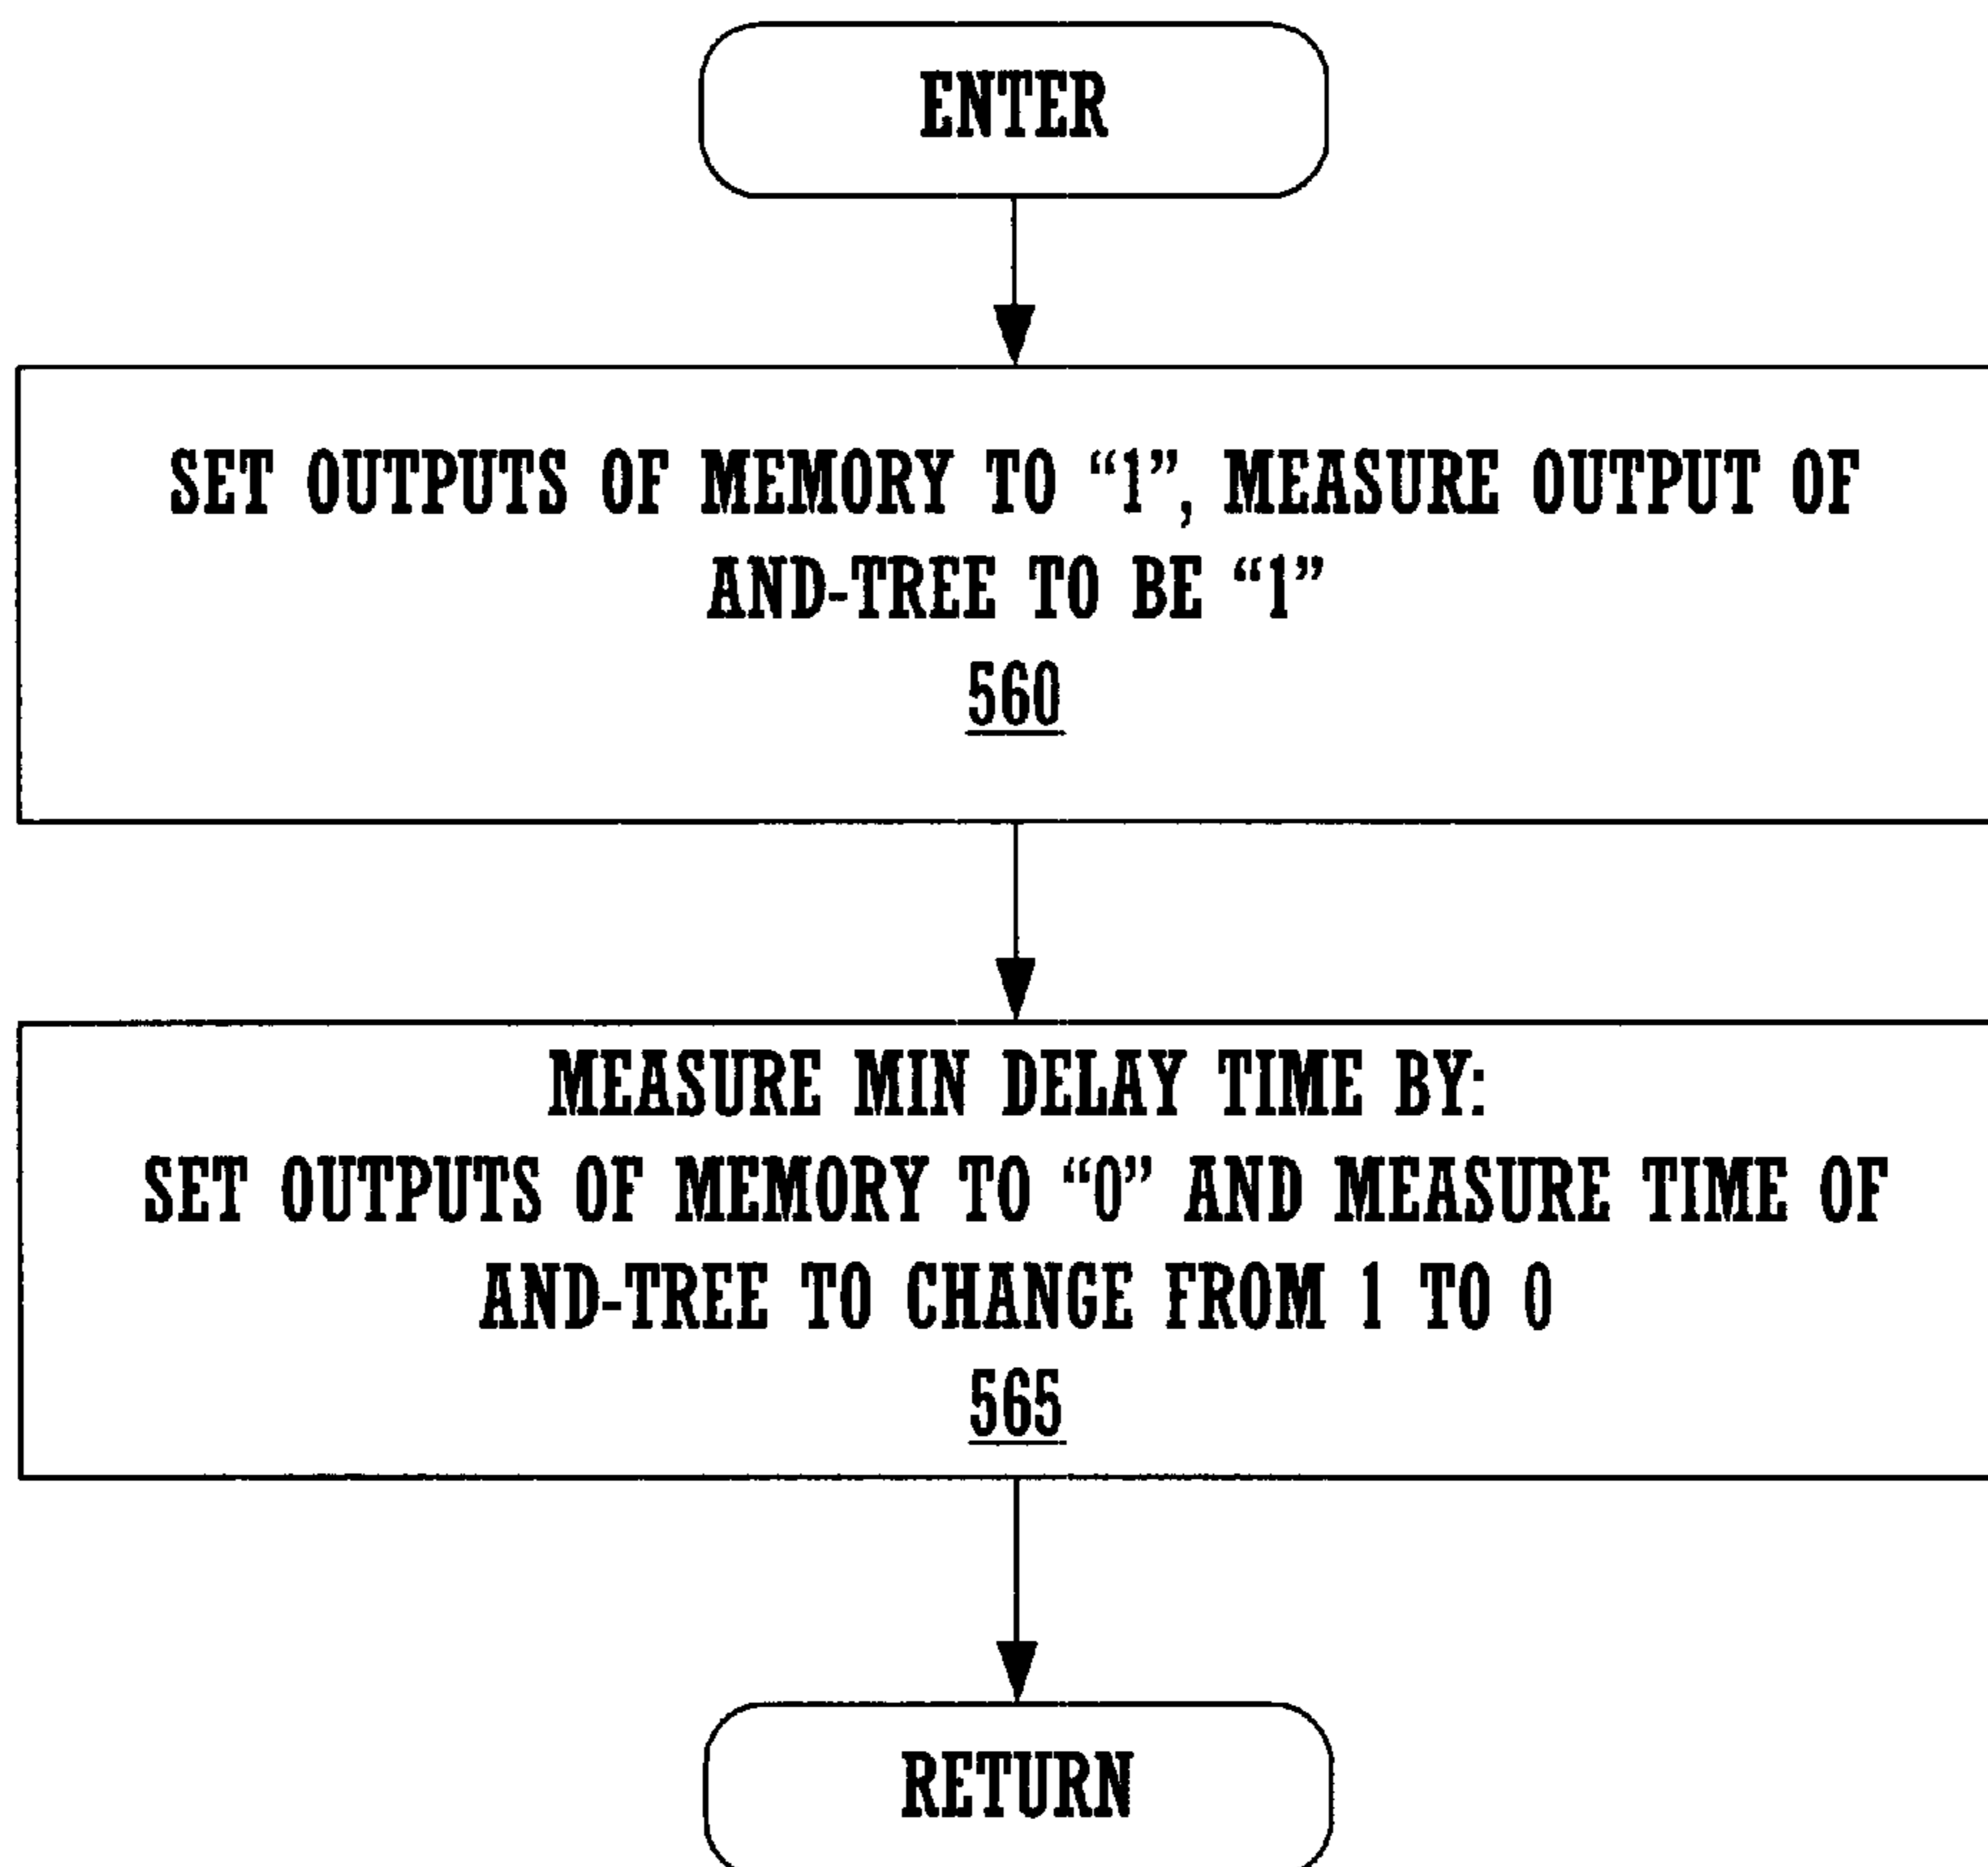 ENTER
SET OUTPUTS OF MEMORY TO “1”, MEASURE OUTPUT OF
AND-TREE TO BE “1”
560
MEASURE MIN DELAY TIME BY:
SET OUTPUTS OF MEMORY TO “0” AND MEASURE TIME OF
AND-TREE TO CHANGE FROM 1 TO 0
565
RETURN